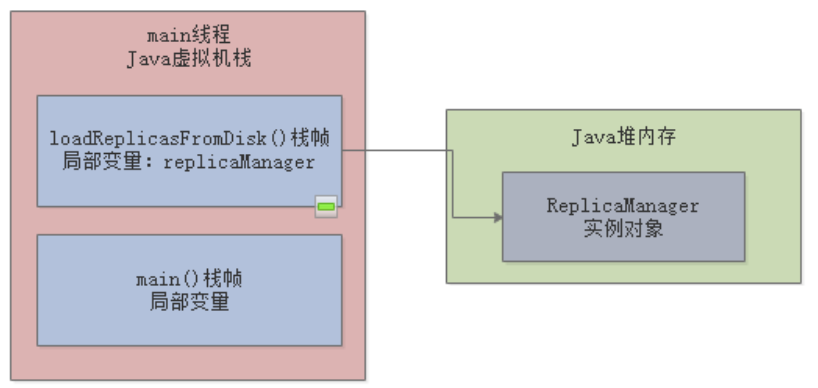 main线程
Java虚拟机栈
loadReplicasFromDisk()栈帧
局部变量：replicaManager
main()栈帧
局部变量
Java堆内存
ReplicaManager
实例对象